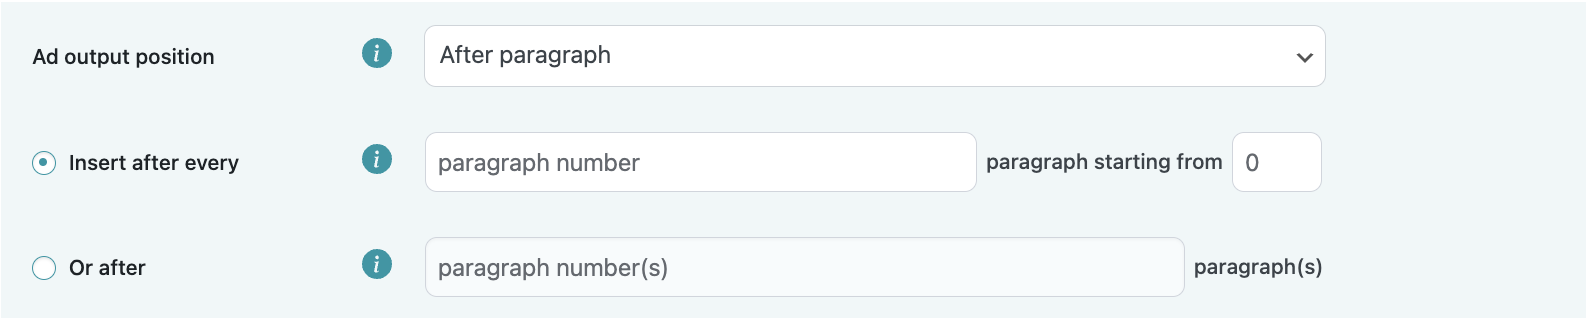 Ad output position i After paragraph
Insert after every i paragraph number paragraph starting from 0
Or after i paragraph number(s) paragraph(s)